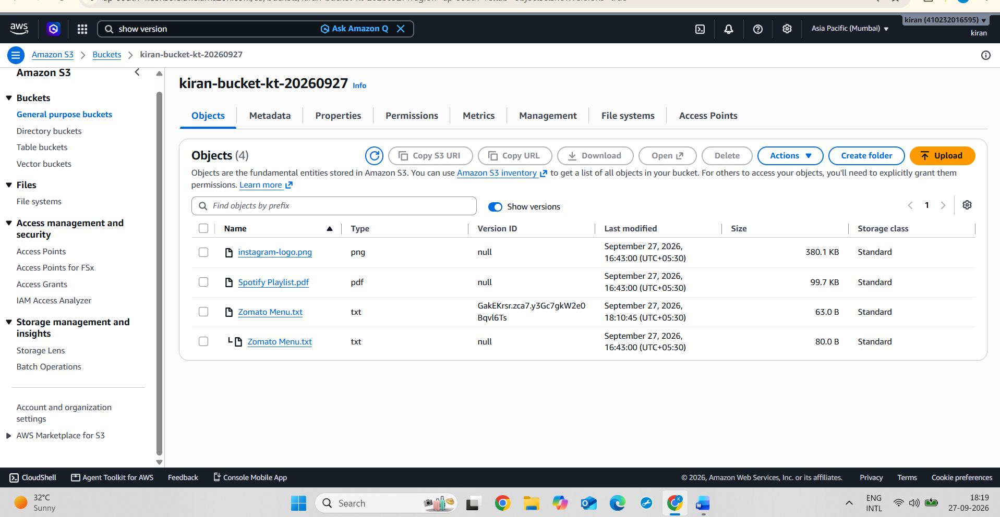 aws
show version
Ask Amazon Q
Asia Pacific (Mumbai)
kiran (410232016595)
kiran
Amazon S3
Buckets
kiran-bucket-kt-20260927
Amazon S3
Buckets
General purpose buckets
Directory buckets
Table buckets
Vector buckets
Files
File systems
Access management and
security
Access Points
Access Points for FSx
Access Grants
IAM Access Analyzer
Storage management and
insights
Storage Lens
Batch Operations
Account and organization
settings
AWS Marketplace for S3
kiran-bucket-kt-20260927 Info
Objects Metadata Properties Permissions Metrics Management File systems Access Points
Objects (4)
Copy S3 URI Copy URL Download Open Delete Actions Create folder Upload
Objects are the fundamental entities stored in Amazon S3. You can use Amazon S3 inventory to get a list of all objects in your bucket. For others to access your objects, you'll need to explicitly grant them
permissions. Learn more
Find objects by prefix
Show versions
1
Name Type Version ID Last modified Size Storage class
instagram-logo.png png null September 27, 2026, 16:43:00 (UTC+05:30) 380.1 KB Standard
Spotify Playlist.pdf pdf null September 27, 2026, 16:43:00 (UTC+05:30) 99.7 KB Standard
Zomato Menu.txt txt GakEKrsr.zca7.y3Gc7gkW2e0Bqvl6Ts September 27, 2026, 18:10:45 (UTC+05:30) 63.0 B Standard
Zomato Menu.txt txt null September 27, 2026, 16:43:00 (UTC+05:30) 80.0 B Standard
CloudShell Agent Toolkit for AWS Feedback Console Mobile App
© 2026, Amazon Web Services, Inc. or its affiliates. Privacy Terms Cookie preferences
32°C
Sunny
Search
ENG
INTL
18:19
27-09-2026